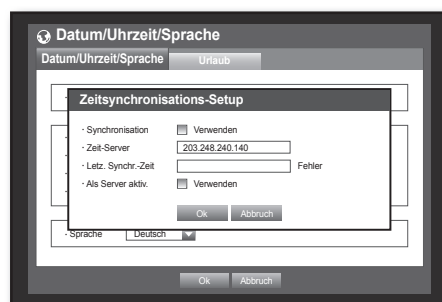 Datum/Uhrzeit/Sprache
Datum/Uhrzeit/Sprache Urlaub
Zeitsynchronisations-Setup
· Synchronisation Verwenden
· Zeit-Server 203.248.240.140
· Letz. Synchr.-Zeit Fehler
· Als Server aktiv. Verwenden
Ok Abbruch
· Sprache Deutsch
Ok Abbruch